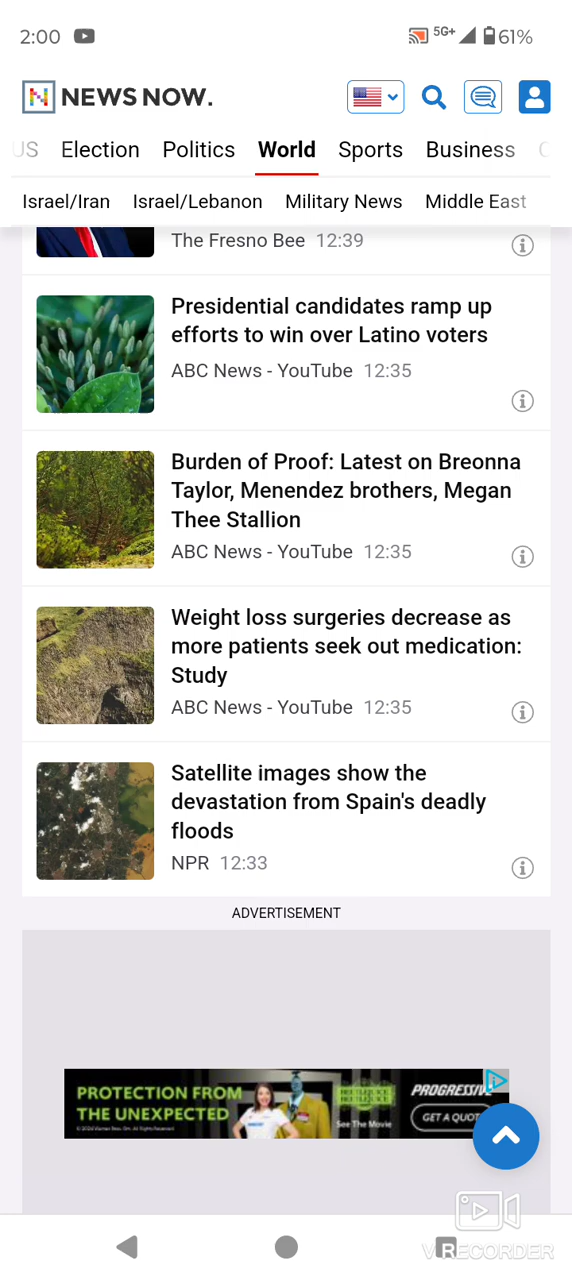 2:00 5G+ 61%
NEWS NOW.
US Election Politics World Sports Business
Israel/Iran Israel/Lebanon Military News Middle East
The Fresno Bee 12:39
Presidential candidates ramp up
efforts to win over Latino voters
ABC News - YouTube 12:35
Burden of Proof: Latest on Breonna
Taylor, Menendez brothers, Megan
Thee Stallion
ABC News - YouTube 12:35
Weight loss surgeries decrease as
more patients seek out medication:
Study
ABC News - YouTube 12:35
Satellite images show the
devastation from Spain's deadly
floods
NPR 12:33
ADVERTISEMENT
PROTECTION FROM
THE UNEXPECTED
BEETLEJUICE
BEETLEJUICE
See The Movie
PROGRESSIVE
GET A QUOT
VRECORDER